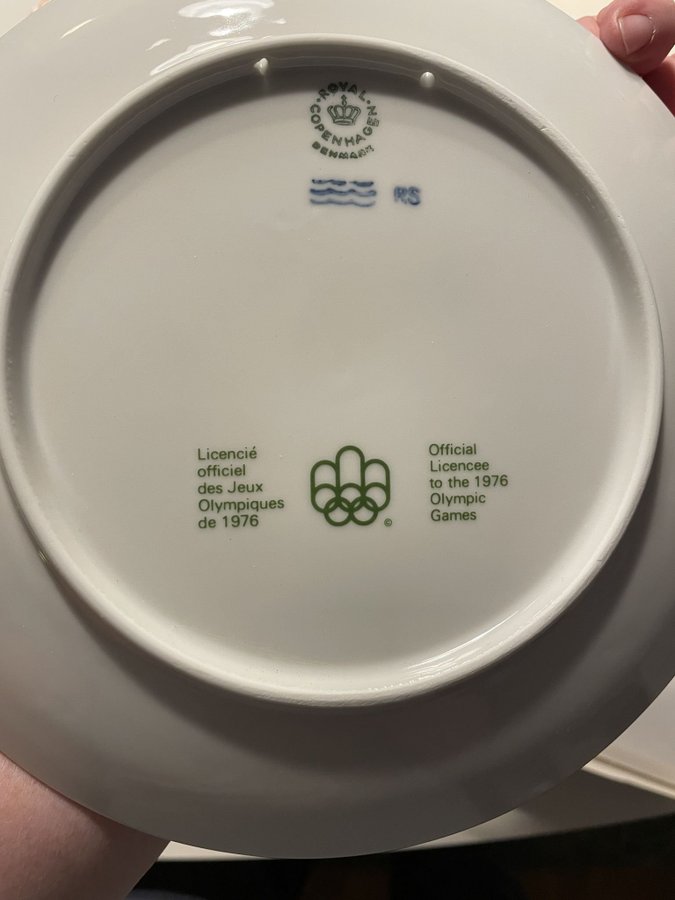 ROYAL COPENHAGEN
DENMARK
RS
Licencié
officiel
des Jeux
Olympiques
de 1976
©
Official
Licencee
to the 1976
Olympic
Games